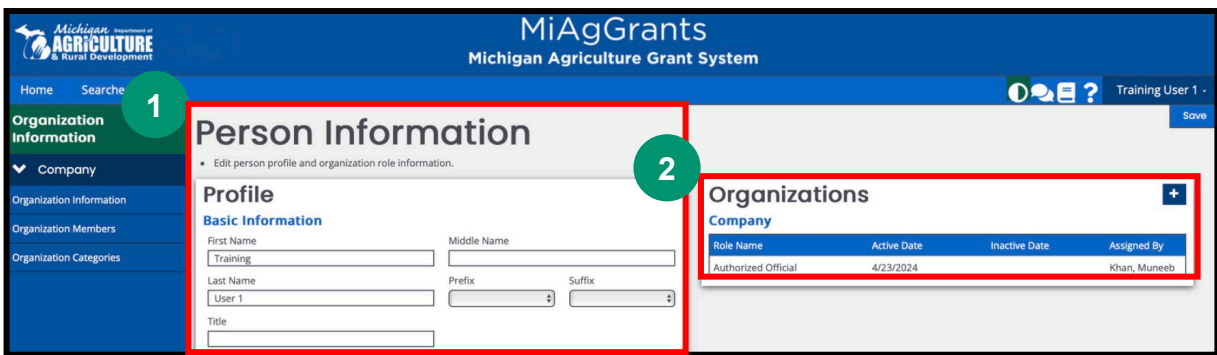 Michigan Department of
AGRICULTURE
& Rural Development
MiAgGrants
Michigan Agriculture Grant System
Home Searche
? Training User 1
1
Organization
Information
Company
Organization Information
Organization Members
Organization Categories
Save
Person Information
• Edit person profile and organization role information.
2
Profile
Basic Information
First Name Middle Name
Training
Last Name Prefix Suffix
User 1
Title
Organizations
+
Company
Role Name Active Date Inactive Date Assigned By
Authorized Official 4/23/2024 Khan, Muneeb